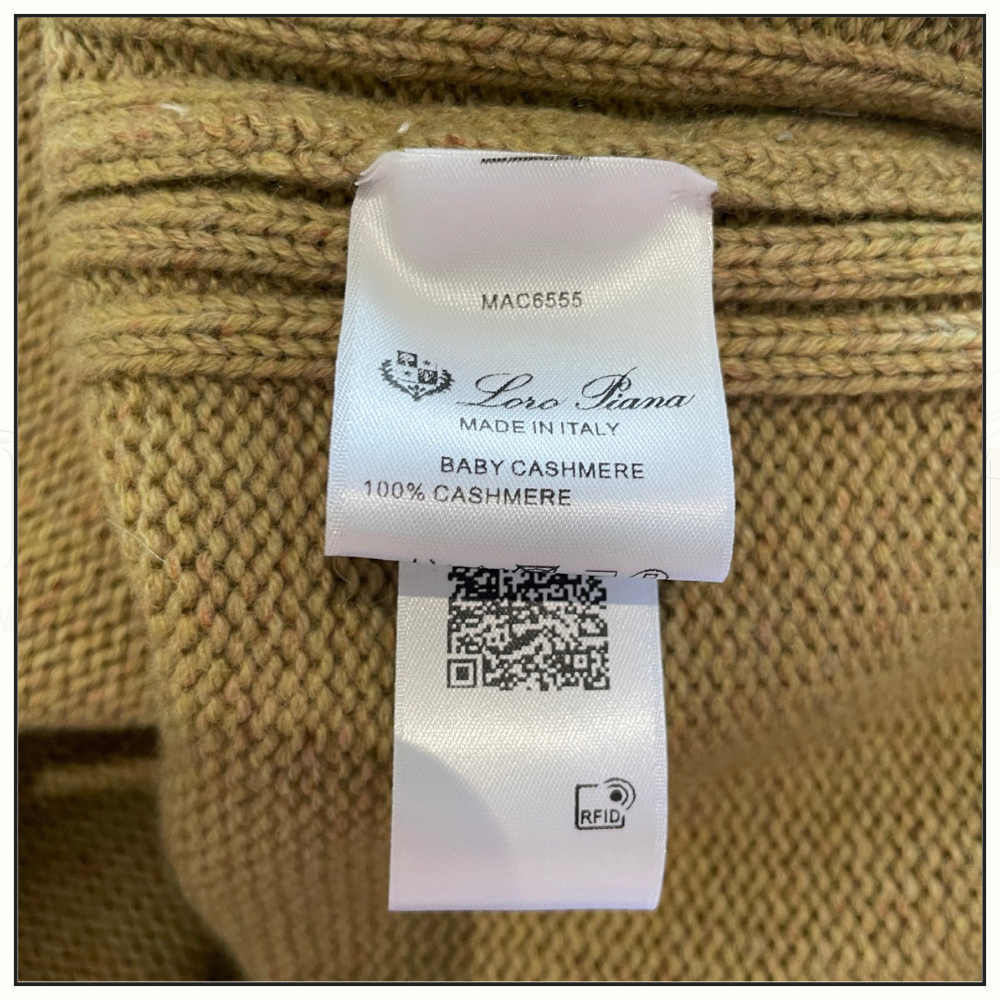 MAC6555
Loro Piana
MADE IN ITALY
BABY CASHMERE
100% CASHMERE
RFID